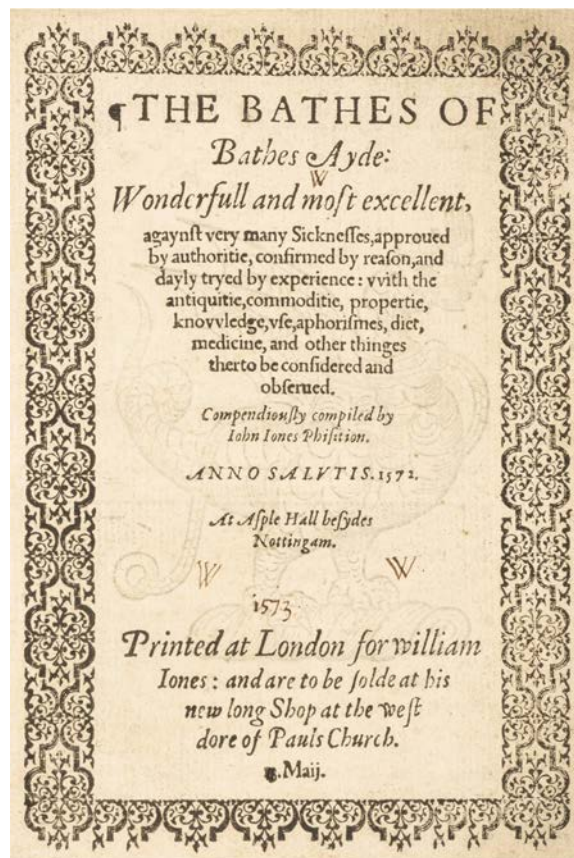 ¶THE BATHES OF
Bathes Ayde:
W
Wonderfull and moſt excellent,
agaynſt very many Sickneſſes,approued
by authoritie, confirmed by reaſon,and
dayly tryed by experience: vvith the
antiquitie,commoditie, propertie,
knovvledge,vſe,aphoriſmes, diet,
medicine, and other thinges
therto be conſidered and
obſerued.
Compendiouſly compiled by
Iohn Iones Phiſition.
ANNO SALVTIS.1572.
At Aſple Hall beſydes
Nottingam.
W W
1573.
Printed at London for william
Iones : and are to be ſolde at his
new long Shop at the weſt
dore of Pauls Church.
.Maij.